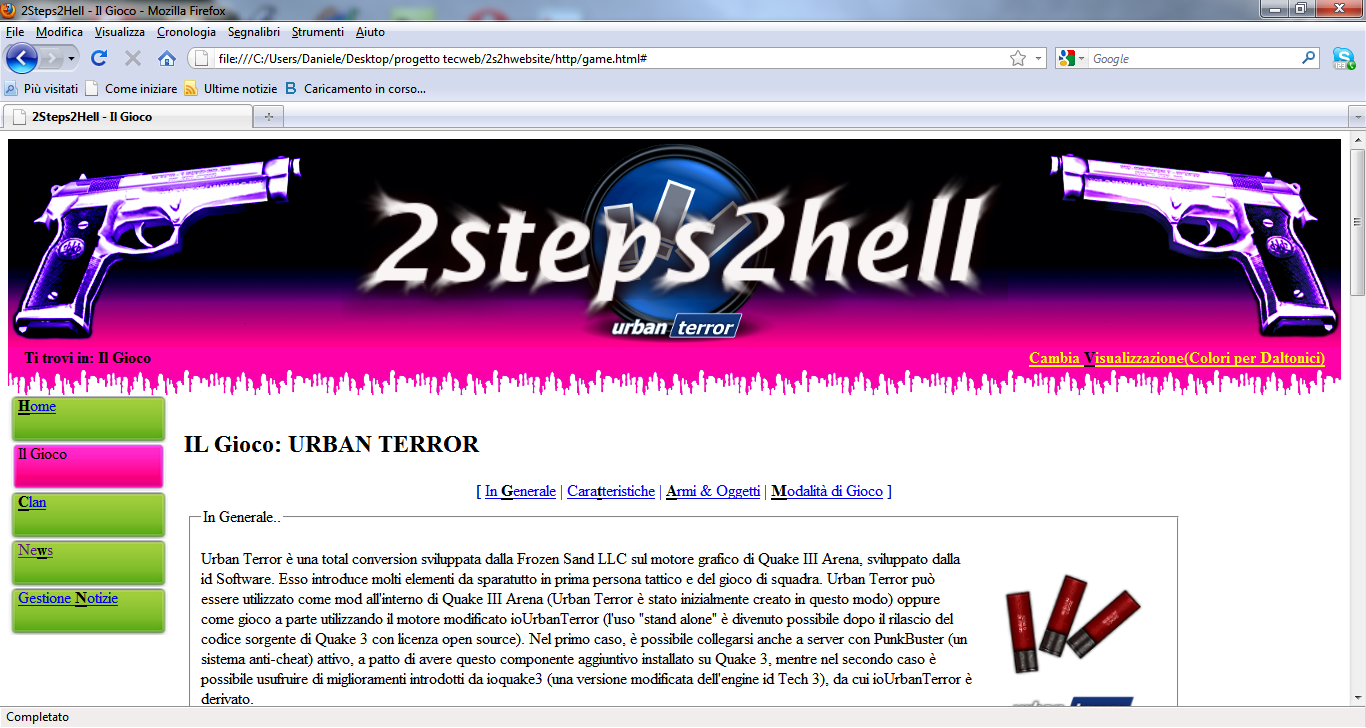 2Steps2Hell - Il Gioco - Mozilla Firefox
File Modifica Visualizza Cronologia Segnalibri Strumenti Aiuto
file:///C:/Users/Daniele/Desktop/progetto tecweb/2s2hwebsite/http/game.html#
Google
Più visitati Come iniziare Ultime notizie Caricamento in corso...
2Steps2Hell - Il Gioco
2steps2hell
urban terror
Ti trovi in: Il Gioco
Cambia Visualizzazione(Colori per Daltonici)
Home
Il Gioco
Clan
News
Gestione Notizie
IL Gioco: URBAN TERROR
[ In Generale | Caratteristiche | Armi & Oggetti | Modalità di Gioco ]
In Generale..
Urban Terror è una total conversion sviluppata dalla Frozen Sand LLC sul motore grafico di Quake III Arena, sviluppato dalla
id Software. Esso introduce molti elementi da sparatutto in prima persona tattico e del gioco di squadra. Urban Terror può
essere utilizzato come mod all'interno di Quake III Arena (Urban Terror è stato inizialmente creato in questo modo) oppure
come gioco a parte utilizzando il motore modificato ioUrbanTerror (l'uso "stand alone" è divenuto possibile dopo il rilascio del
codice sorgente di Quake 3 con licenza open source). Nel primo caso, è possibile collegarsi anche a server con PunkBuster (un
sistema anti-cheat) attivo, a patto di avere questo componente aggiuntivo installato su Quake 3, mentre nel secondo caso è
possibile usufruire di miglioramenti introdotti da ioquake3 (una versione modificata dell'engine id Tech 3), da cui ioUrbanTerror è
derivato.
urban terror
Completato